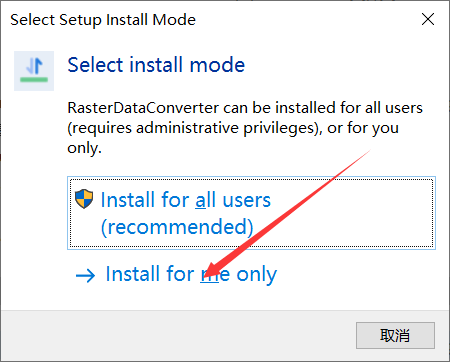 Select Setup Install Mode
Select install mode
RasterDataConverter can be installed for all users
(requires administrative privileges), or for you
only.
Install for all users
(recommended)
Install for me only
取消